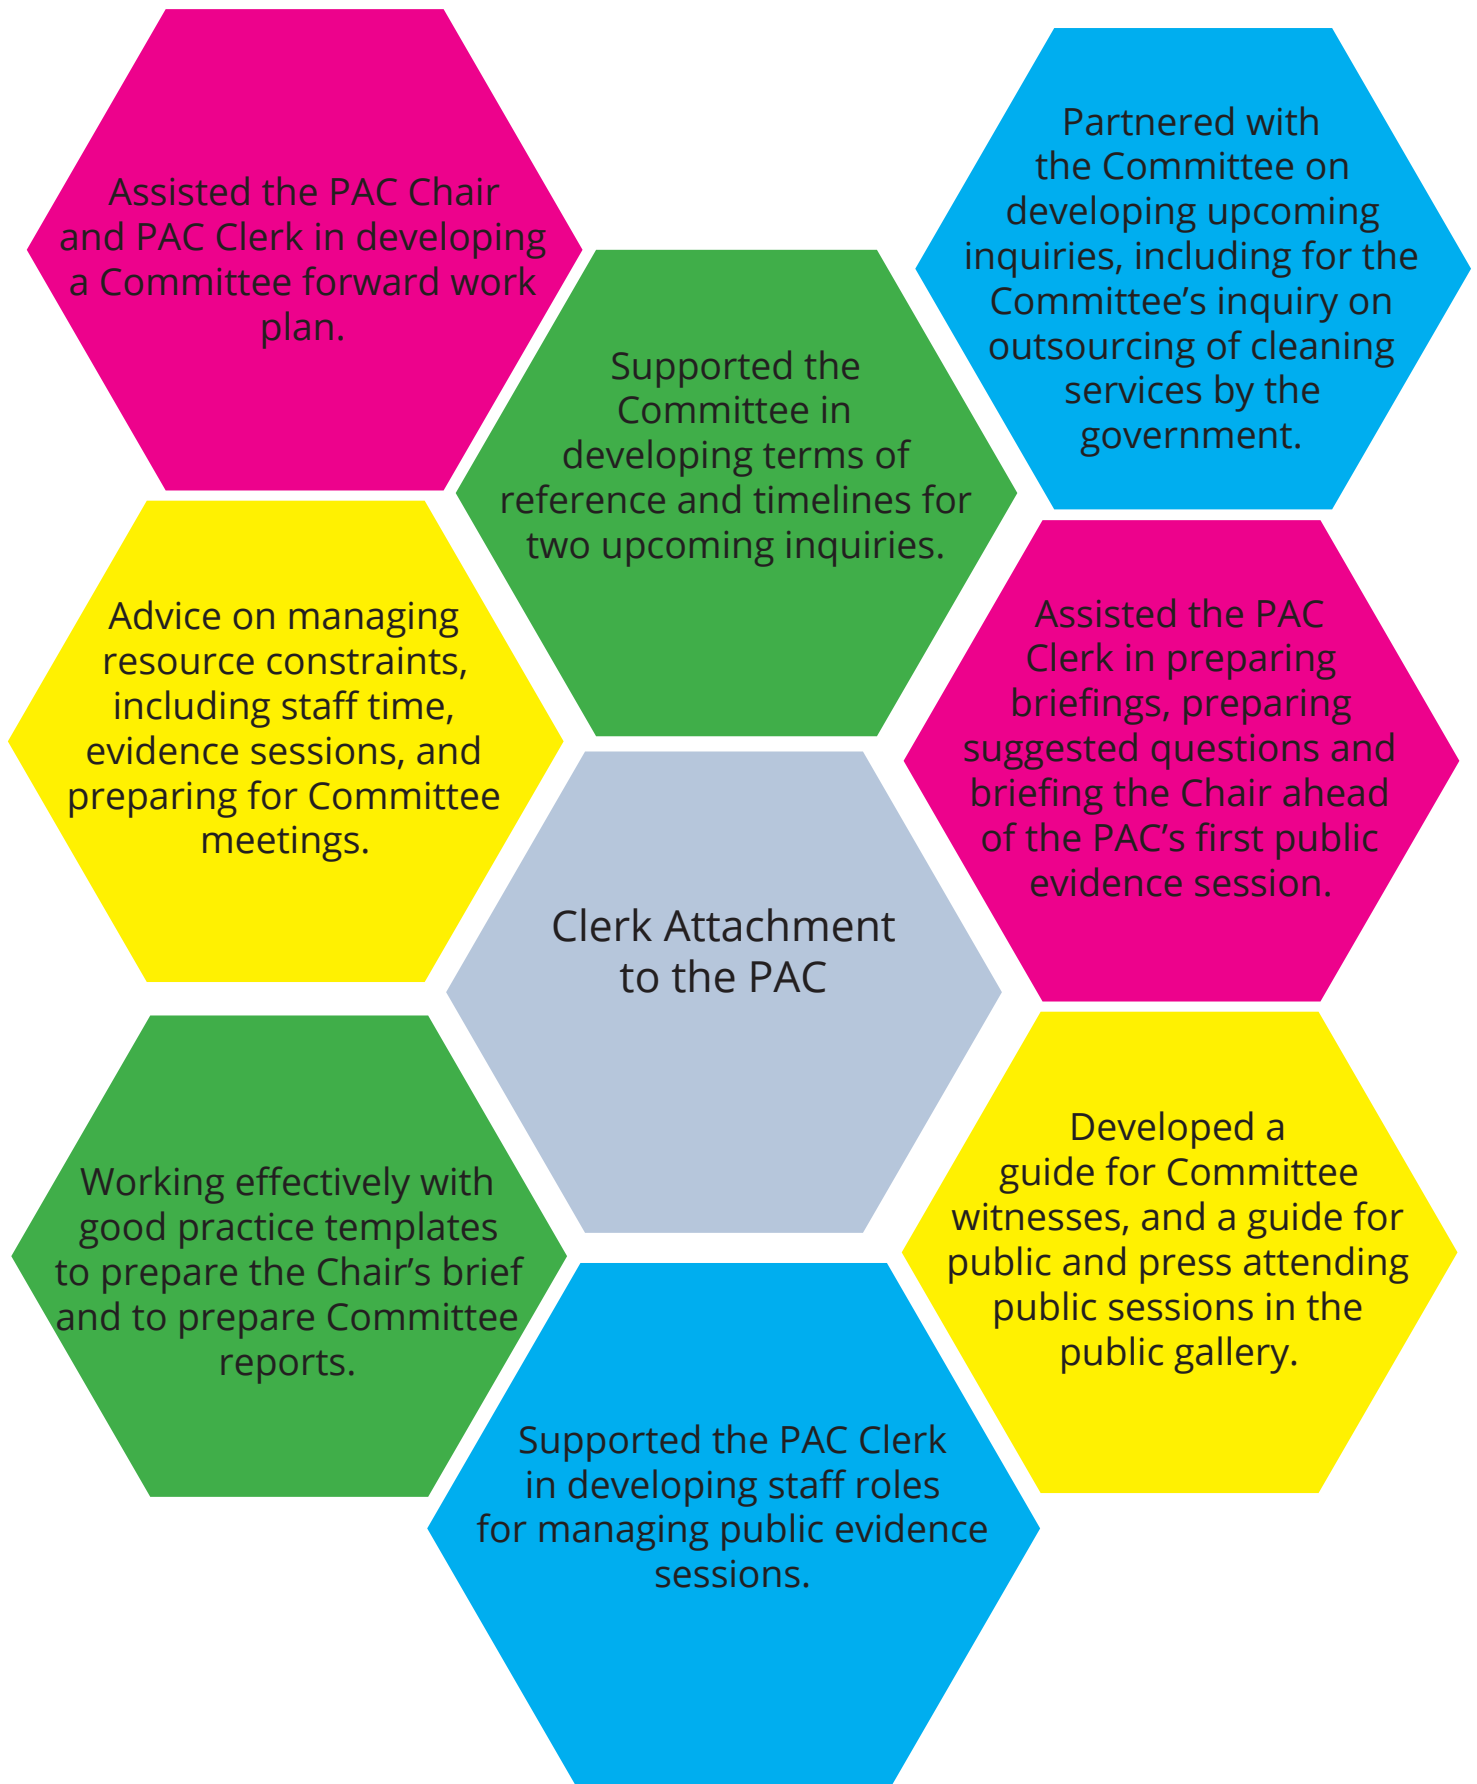 Assisted the PAC Chair
and PAC Clerk in developing
a Committee forward work
plan.
Partnered with
the Committee on
developing upcoming
inquiries, including for the
Committee’s inquiry on
outsourcing of cleaning
services by the
government.
Supported the
Committee in
developing terms of
reference and timelines for
two upcoming inquiries.
Advice on managing
resource constraints,
including staff time,
evidence sessions, and
preparing for Committee
meetings.
Assisted the PAC
Clerk in preparing
briefings, preparing
suggested questions and
briefing the Chair ahead
of the PAC’s first public
evidence session.
Clerk Attachment
to the PAC
Working effectively with
good practice templates
to prepare the Chair’s brief
and to prepare Committee
reports.
Developed a
guide for Committee
witnesses, and a guide for
public and press attending
public sessions in the
public gallery.
Supported the PAC Clerk
in developing staff roles
for managing public evidence
sessions.